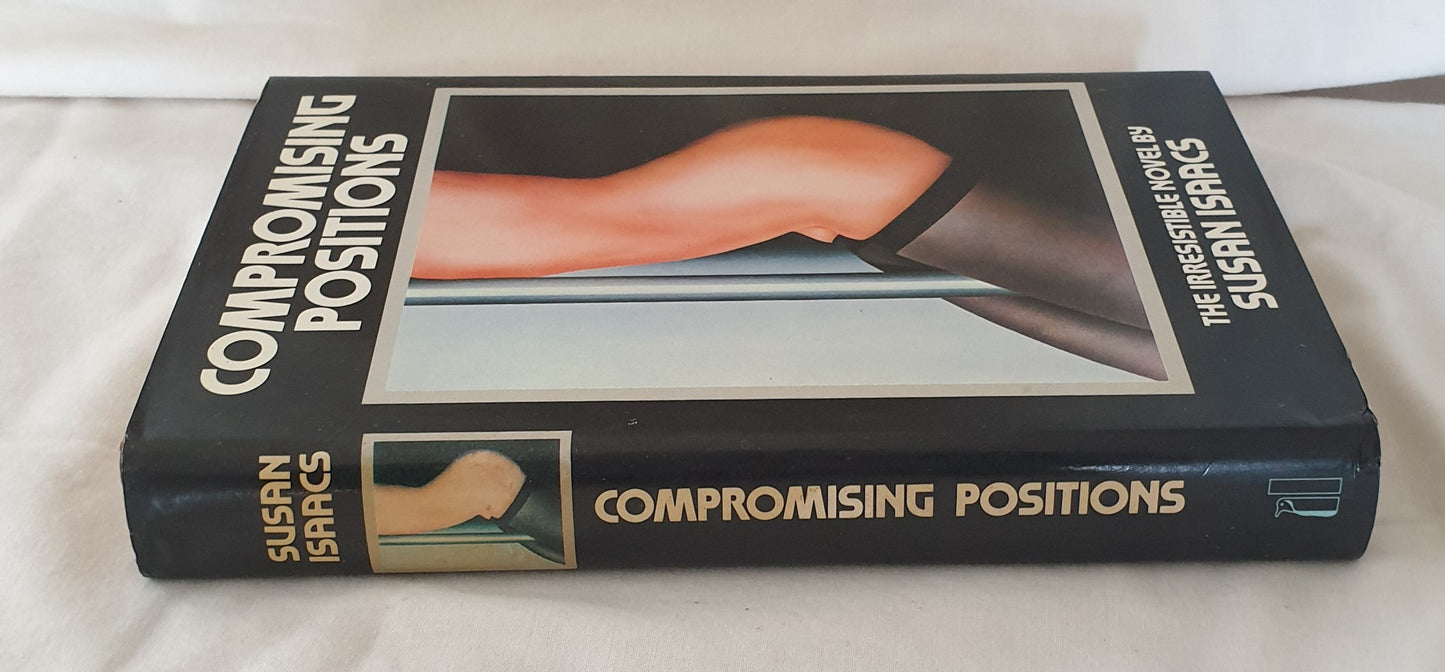 COMPROMISING
POSITIONS
THE IRRESISTIBLE NOVEL BY
SUSAN ISAACS
SUSAN
ISAACS
COMPROMISING POSITIONS